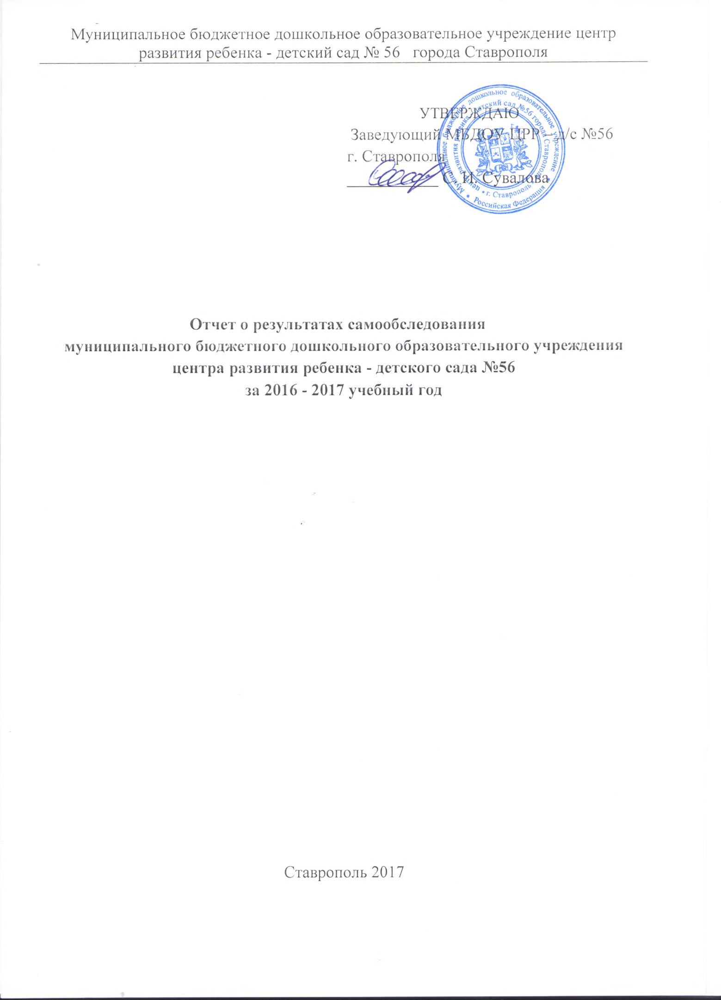 Муниципальное бюджетное дошкольное образовательное учреждение центр
развития ребенка - детский сад № 56 города Ставрополя
УТВЕРЖДАЮ
Заведующий МБДОУ ЦРР – д/с №56
г. Ставрополя
С. И. Сувалова
Муниципальное бюджетное дошкольное образовательное учреждение
* Российская Федерация *
центр развития ребенка - детский сад №56 города Ставрополя
* г. Ставрополь *
Отчет о результатах самообследования
муниципального бюджетного дошкольного образовательного учреждения
центра развития ребенка - детского сада №56
за 2016 - 2017 учебный год
Ставрополь 2017